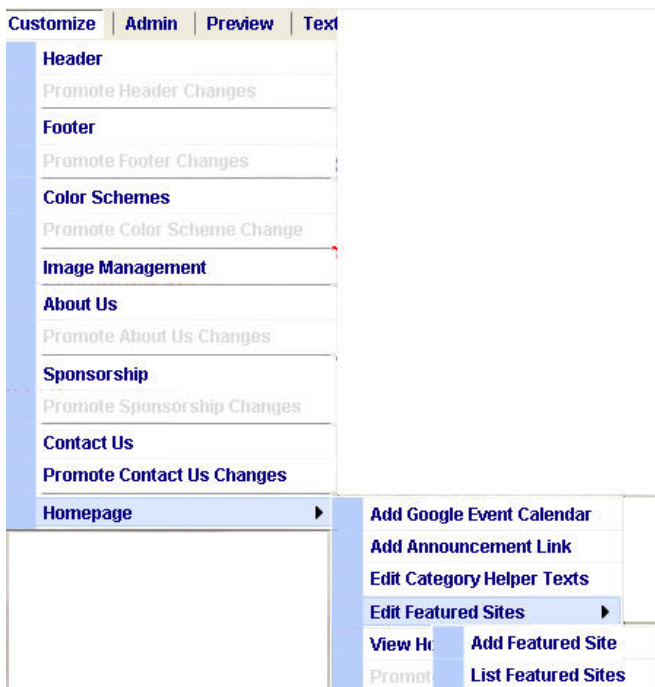 Customize | Admin | Preview | Text
Header
Promote Header Changes
Footer
Promote Footer Changes
Color Schemes
Promote Color Scheme Change
Image Management
About Us
Promote About Us Changes
Sponsorship
Promote Sponsorship Changes
Contact Us
Promote Contact Us Changes
Homepage
Add Google Event Calendar
Add Announcement Link
Edit Category Helper Texts
Edit Featured Sites
View
Add Featured Site
List Featured Sites